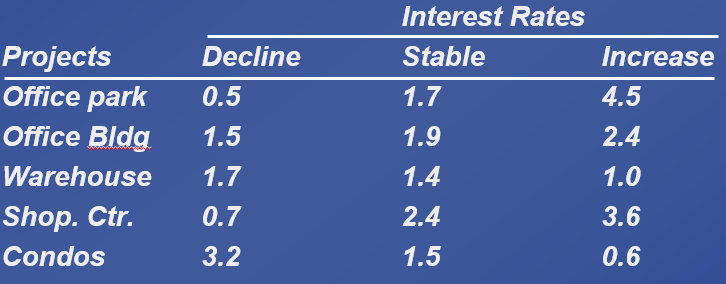 Interest Rates
Projects Decline Stable Increase
Office park 0.5 1.7 4.5
Office Bldg 1.5 1.9 2.4
Warehouse 1.7 1.4 1.0
Shop. Ctr. 0.7 2.4 3.6
Condos 3.2 1.5 0.6